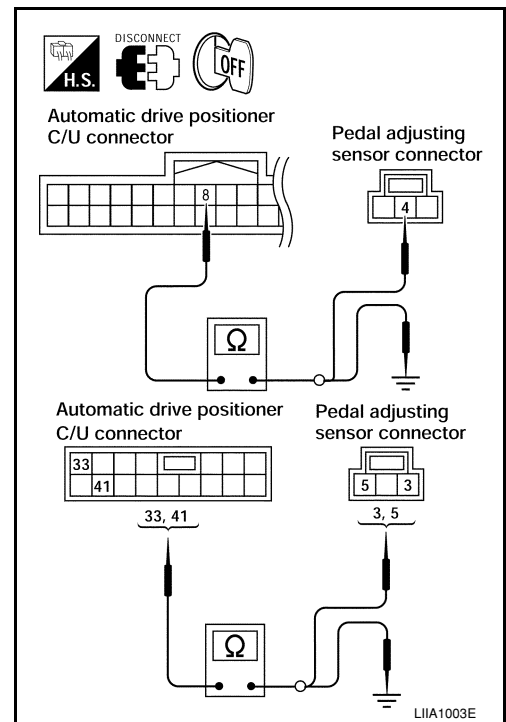 DISCONNECT
H.S.
OFF
Automatic drive positioner
C/U connector
Pedal adjusting
sensor connector
8
4
Ω
Automatic drive positioner
C/U connector
Pedal adjusting
sensor connector
33
41
5 3
33, 41
3, 5
Ω
LIIA1003E